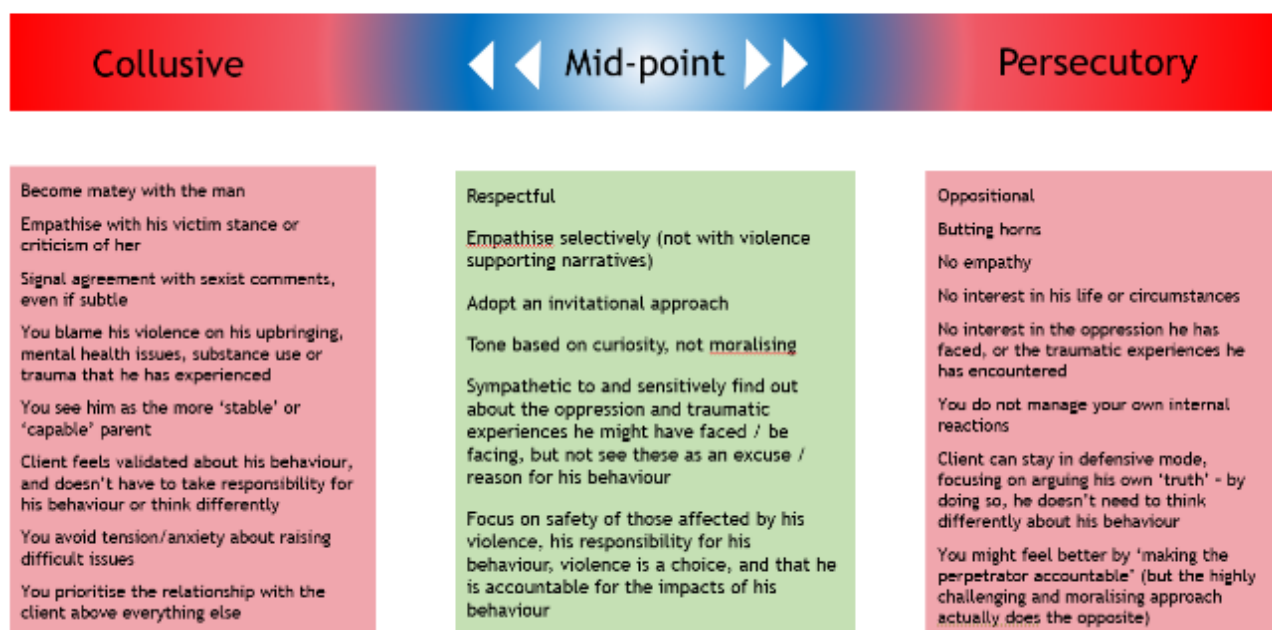 Collusive
Mid-point
Persecutory
Become matey with the man
Empathise with his victim stance or
criticism of her
Signal agreement with sexist comments,
even if subtle
You blame his violence on his upbringing,
mental health issues, substance use or
trauma that he has experienced
You see him as the more ‘stable’ or
‘capable’ parent
Client feels validated about his behaviour,
and doesn’t have to take responsibility for
his behaviour or think differently
You avoid tension/anxiety about raising
difficult issues
You prioritise the relationship with the
client above everything else
Respectful
Empathise selectively (not with violence
supporting narratives)
Adopt an invitational approach
Tone based on curiosity, not moralising
Sympathetic to and sensitively find out
about the oppression and traumatic
experiences he might have faced / be
facing, but not see these as an excuse /
reason for his behaviour
Focus on safety of those affected by his
violence, his responsibility for his
behaviour, violence is a choice, and that he
is accountable for the impacts of his
behaviour
Oppositional
Butting horns
No empathy
No interest in his life or circumstances
No interest in the oppression he has
faced, or the traumatic experiences he
has encountered
You do not manage your own internal
reactions
Client can stay in defensive mode,
focusing on arguing his own ‘truth’ - by
doing so, he doesn’t need to think
differently about his behaviour
You might feel better by ‘making the
perpetrator accountable’ (but the highly
challenging and moralising approach
actually does the opposite)